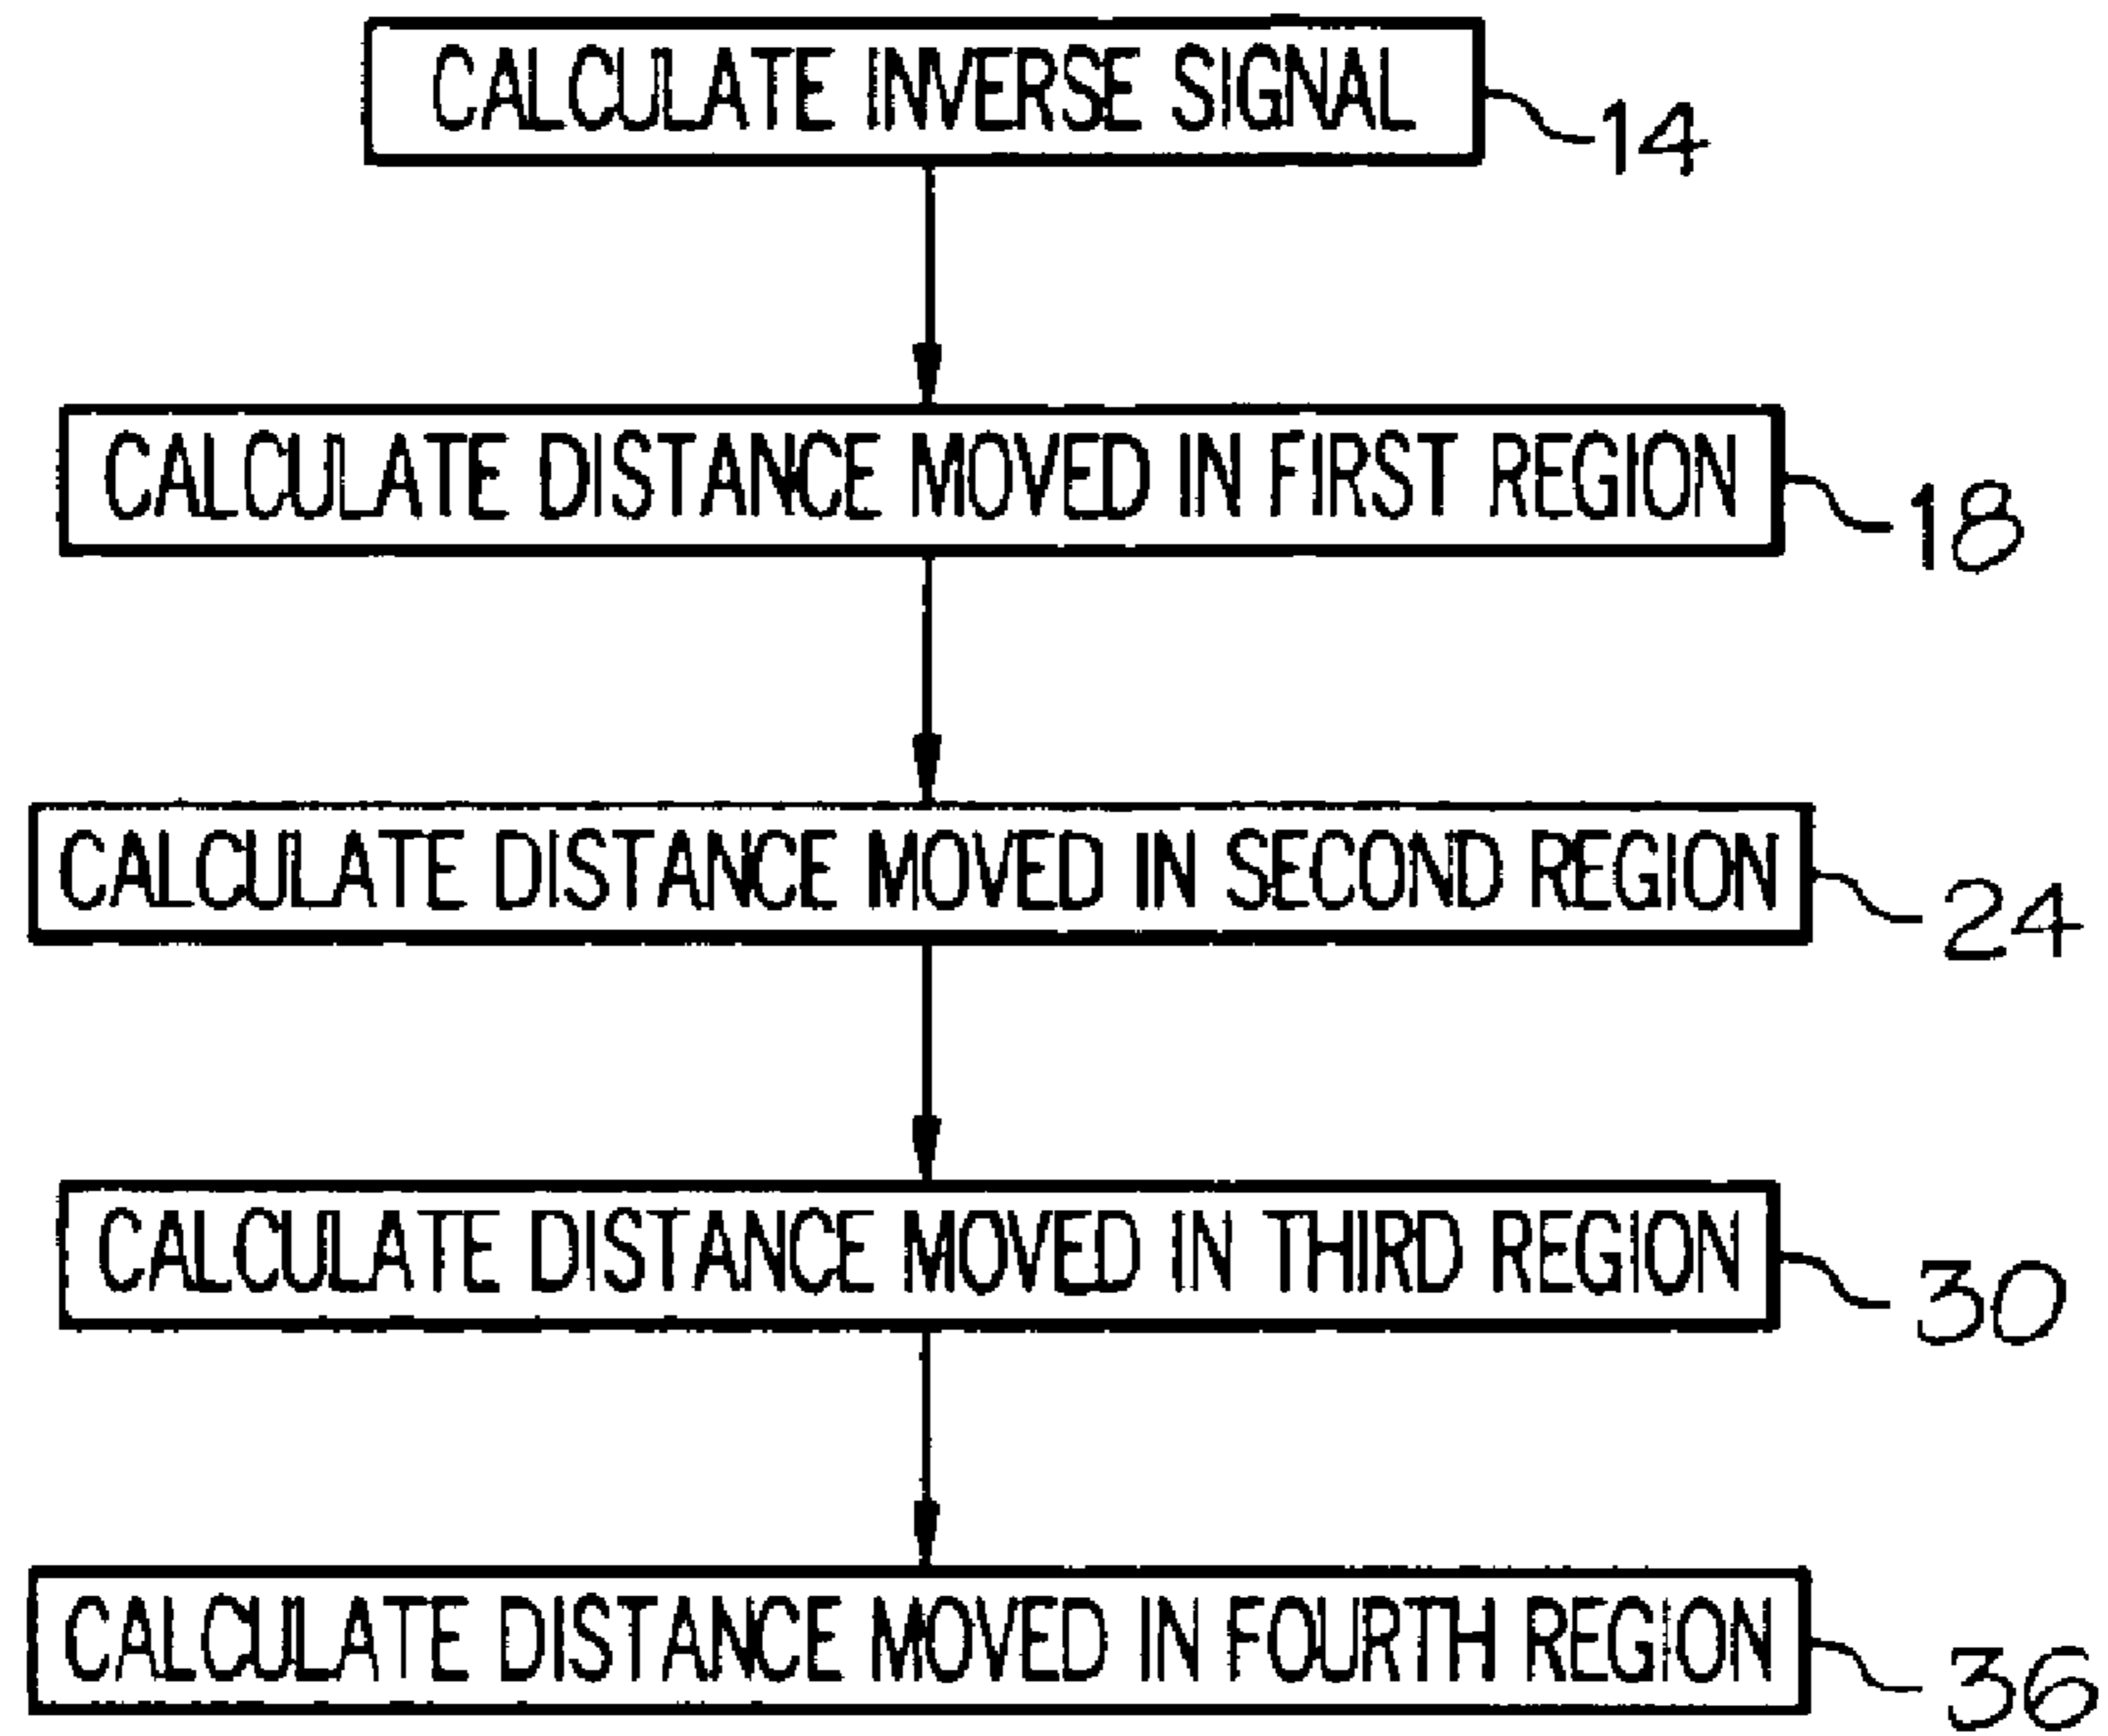 CALCULATE INVERSE SIGNAL
14
CALCULATE DISTANCE MOVED IN FIRST REGION
18
CALCULATE DISTANCE MOVED IN SECOND REGION
24
CALCULATE DISTANCE MOVED IN THIRD REGION
30
CALCULATE DISTANCE MOVED IN FOURTH REGION
36